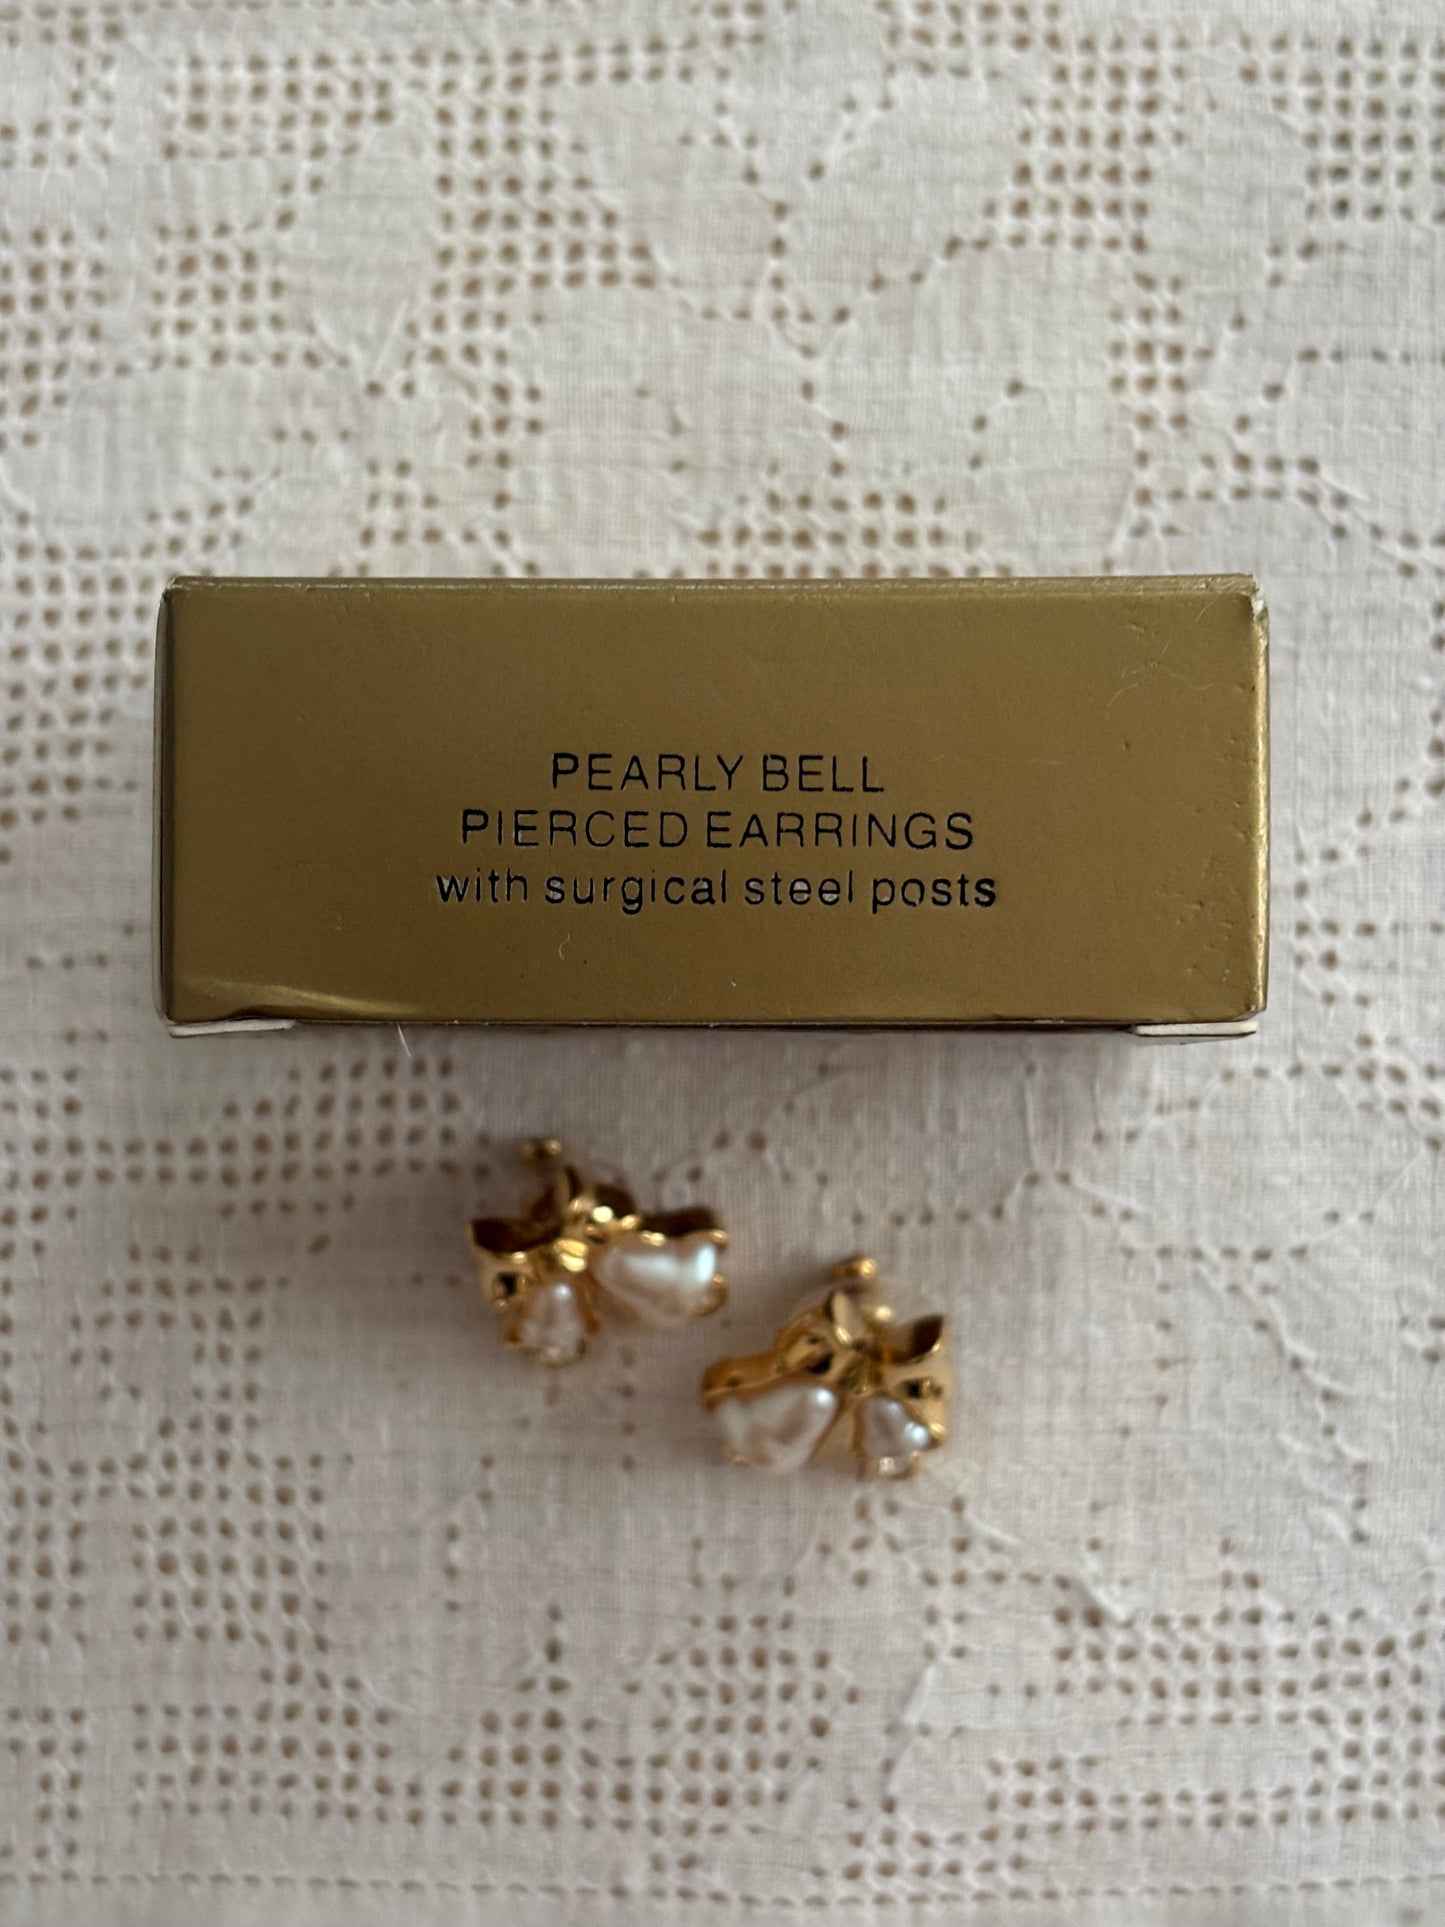 PEARLY BELL
PIERCED EARRINGS
with surgical steel posts